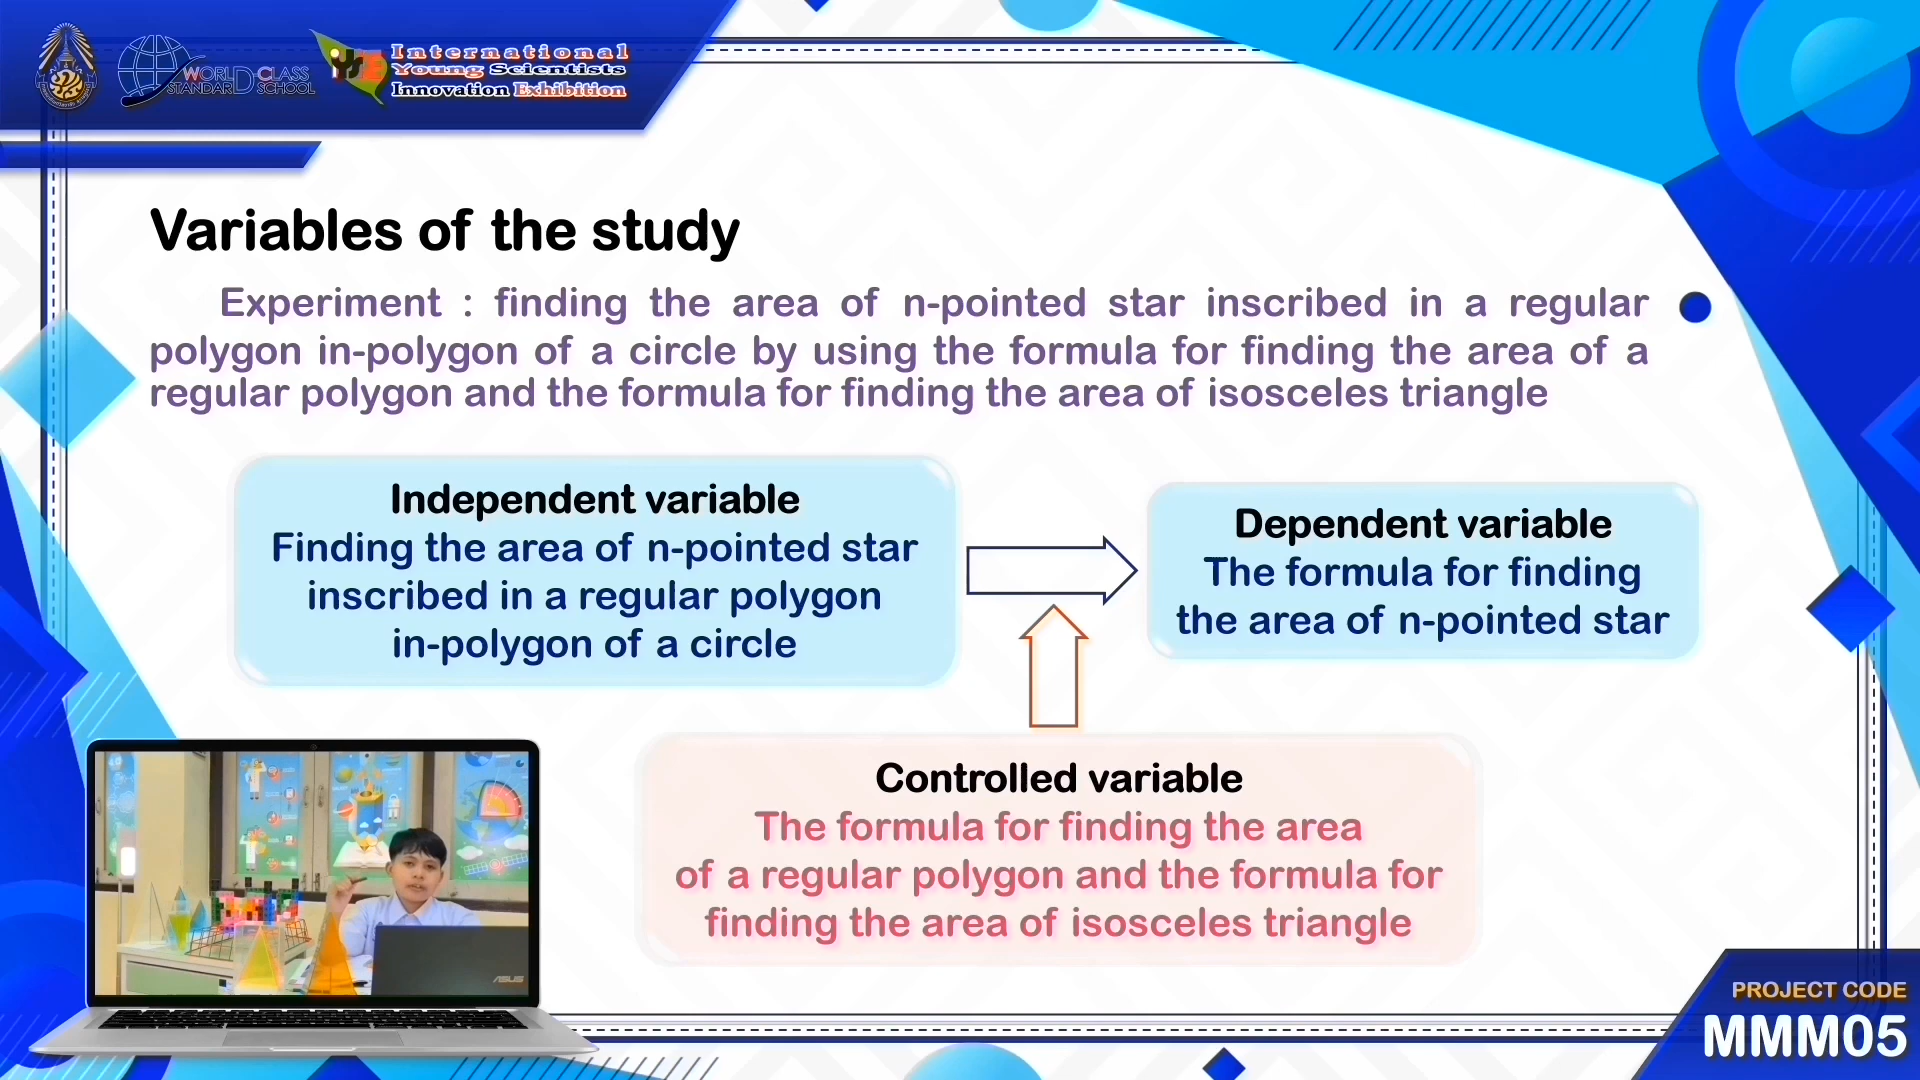 WORLD-CLASS
STANDARD SCHOOL
International
Young Scientists
Innovation Exhibition
Variables of the study
Experiment : finding the area of n-pointed star inscribed in a regular
polygon in-polygon of a circle by using the formula for finding the area of a
regular polygon and the formula for finding the area of isosceles triangle
Independent variable
Finding the area of n-pointed star
inscribed in a regular polygon
in-polygon of a circle
Dependent variable
The formula for finding
the area of n-pointed star
Controlled variable
The formula for finding the area
of a regular polygon and the formula for
finding the area of isosceles triangle
ASUS
PROJECT CODE
MMM05